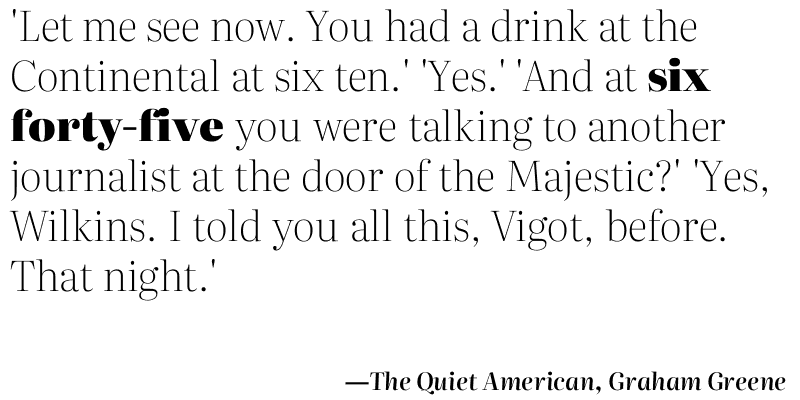 'Let me see now. You had a drink at the
Continental at six ten.' 'Yes.' 'And at six
forty-five you were talking to another
journalist at the door of the Majestic?' 'Yes,
Wilkins. I told you all this, Vigot, before.
That night.'
—The Quiet American, Graham Greene